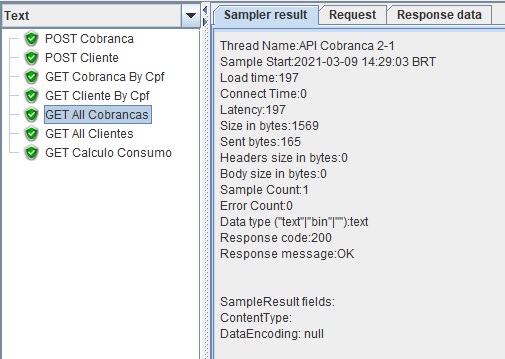 Text
POST Cobranca
POST Cliente
GET Cobranca By Cpf
GET Cliente By Cpf
GET All Cobrancas
GET All Clientes
GET Calculo Consumo
Sampler result
Request
Response data
Thread Name:API Cobranca 2-1
Sample Start:2021-03-09 14:29:03 BRT
Load time:197
Connect Time:0
Latency:197
Size in bytes:1569
Sent bytes:165
Headers size in bytes:0
Body size in bytes:0
Sample Count:1
Error Count:0
Data type ("text"|"bin"|""):text
Response code:200
Response message:OK
SampleResult fields:
ContentType:
DataEncoding: null